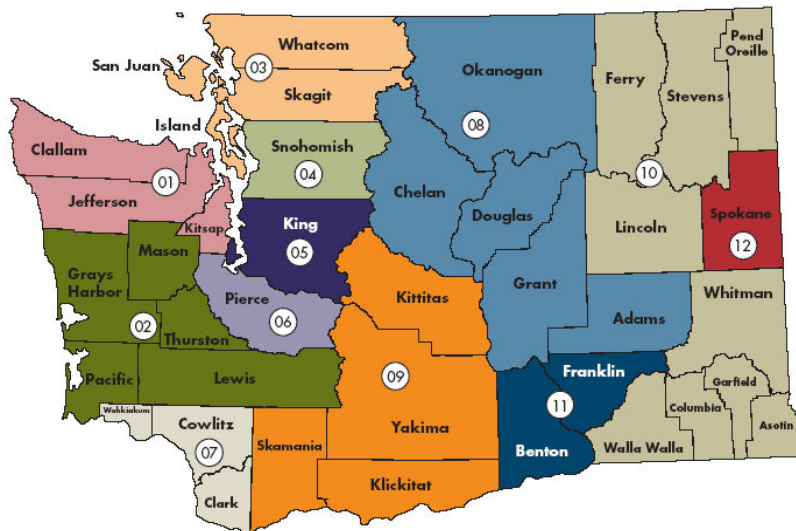 Whatcom
Pend
Oreille
San Juan
03
Okanogan
Ferry
Stevens
Skagit
Island
08
Snohomish
Clallam
04
10
01
Chelan
Jefferson
Douglas
Lincoln
Spokane
King
Kitsap
12
Mason
05
Grays
Harbor
Pierce
Kittitas
Grant
Whitman
06
Adams
02
Thurston
Franklin
09
Pacific
Lewis
Garfield
11
Wahkiakum
Columbia
Cowlitz
Asotin
Skamania
Yakima
07
Benton
Walla Walla
Klickitat
Clark